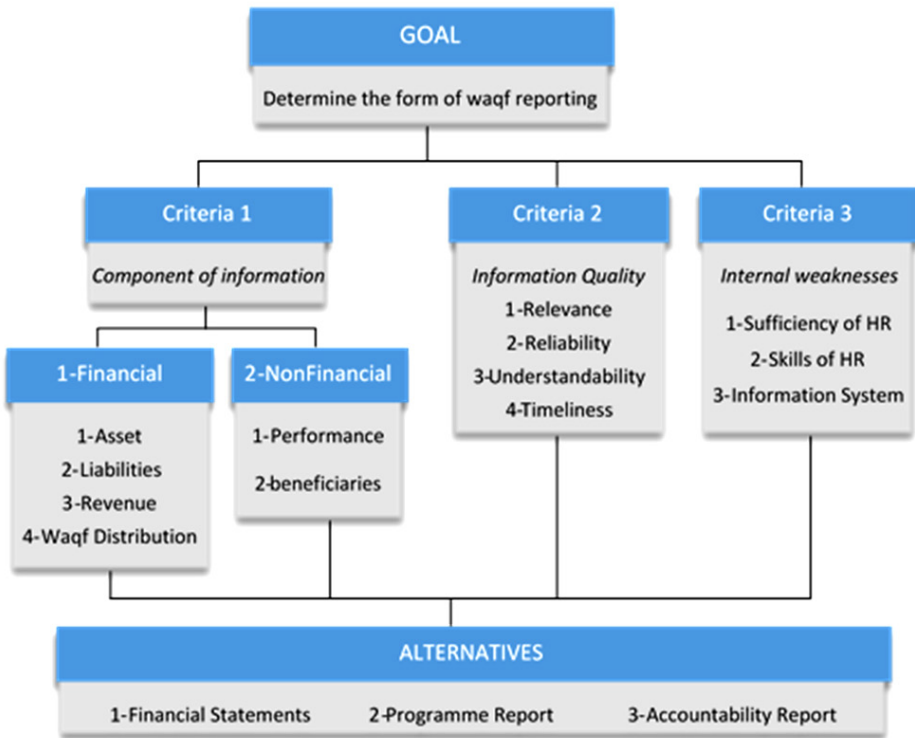 GOAL
Determine the form of waqf reporting
Criteria 1
Component of information
1-Financial
1-Asset
2-Liabilities
3-Revenue
4-Waqf Distribution
2-NonFinancial
1-Performance
2-beneficiaries
Criteria 2
Information Quality
1-Relevance
2-Reliability
3-Understandability
4-Timeliness
Criteria 3
Internal weaknesses
1-Sufficiency of HR
2-Skills of HR
3-Information System
ALTERNATIVES
1-Financial Statements 2-Programme Report 3-Accountability Report